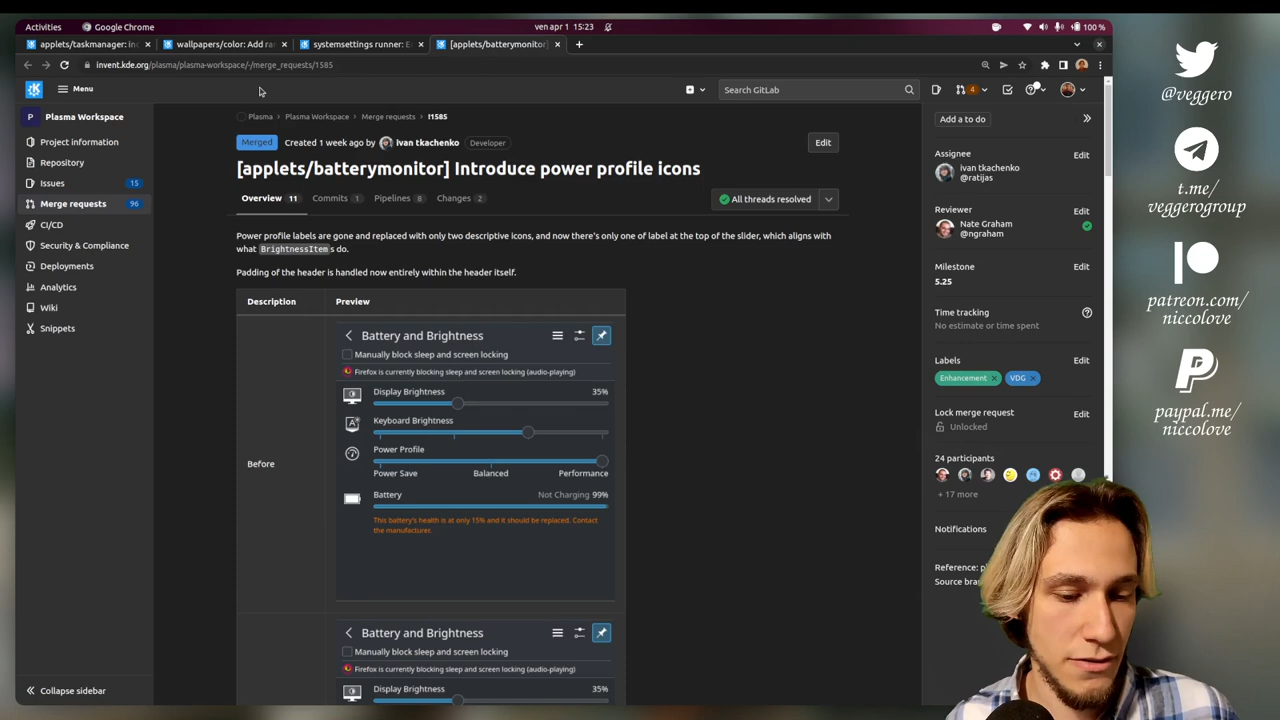 Activities
Google Chrome
ven apr 1 15:23
100 %
applets/taskmanager: inc
wallpapers/color: Add ra
systemsettings runner: E
[applets/batterymonitor]
invent.kde.org/plasma/plasma-workspace/-/merge_requests/1585
Menu
Search GitLab
4
Plasma Workspace
Project information
Repository
Issues 15
Merge requests 96
CI/CD
Security & Compliance
Deployments
Analytics
Wiki
Snippets
Collapse sidebar
Plasma
Plasma Workspace
Merge requests
!1585
Merged
Created 1 week ago by ivan tkachenko
Developer
Edit
[applets/batterymonitor] Introduce power profile icons
Overview 11
Commits 1
Pipelines 8
Changes 2
All threads resolved
Power profile labels are gone and replaced with only two descriptive icons, and now there's only one of label at the top of the slider, which aligns with
what BrightnessItem s do.
Padding of the header is handled now entirely within the header itself.
Description
Preview
Before
Battery and Brightness
Manually block sleep and screen locking
Firefox is currently blocking sleep and screen locking (audio-playing)
Display Brightness 35%
Keyboard Brightness
Power Profile
Power Save Balanced Performance
Battery Not Charging 99%
This battery's health is at only 15% and it should be replaced. Contact
the manufacturer.
Battery and Brightness
Manually block sleep and screen locking
Firefox is currently blocking sleep and screen locking (audio-playing)
Display Brightness 35%
Add a to do
Assignee Edit
ivan tkachenko
@ratijas
Reviewer Edit
Nate Graham
@ngraham
Milestone Edit
5.25
Time tracking
No estimate or time spent
Labels Edit
Enhancement
VDG
Lock merge request Edit
Unlocked
24 participants
+ 17 more
Notifications
Reference: pl
Source bra
@veggero
t.me/
veggerogroup
patreon.com/
niccolove
paypal.me/
niccolove